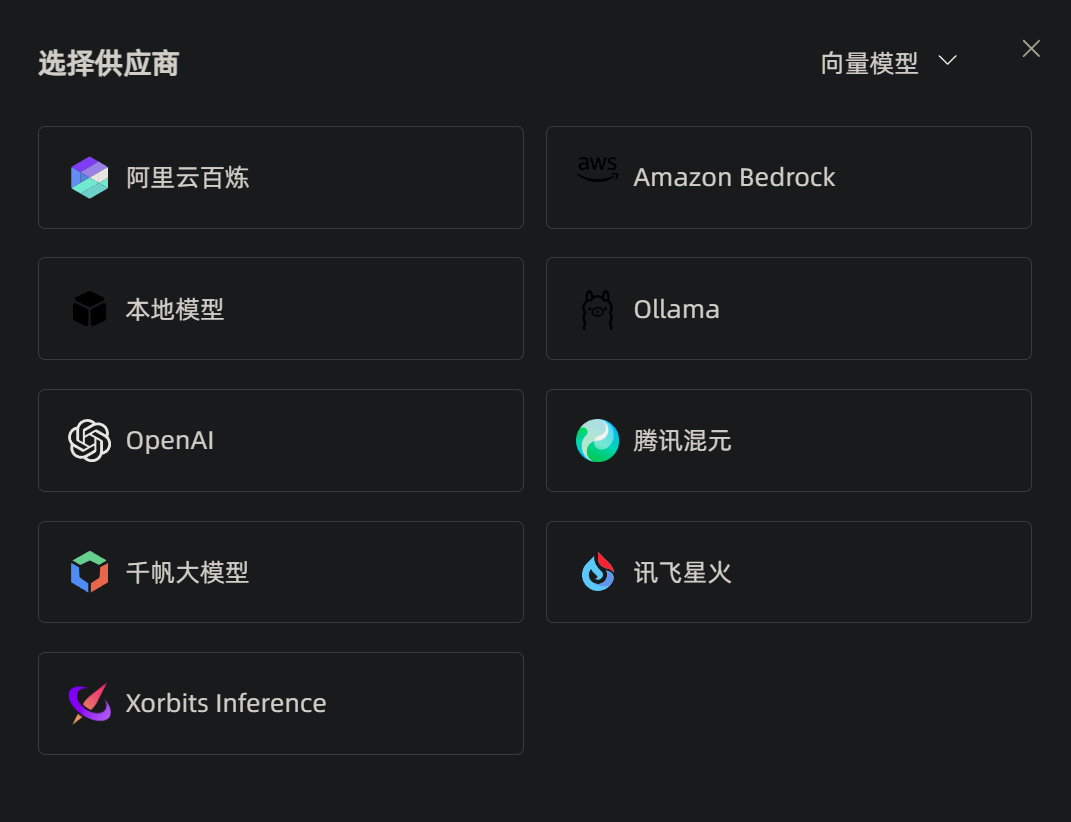 选择供应商
向量模型
阿里云百炼
aws
Amazon Bedrock
本地模型
Ollama
OpenAI
腾讯混元
千帆大模型
讯飞星火
Xorbits Inference